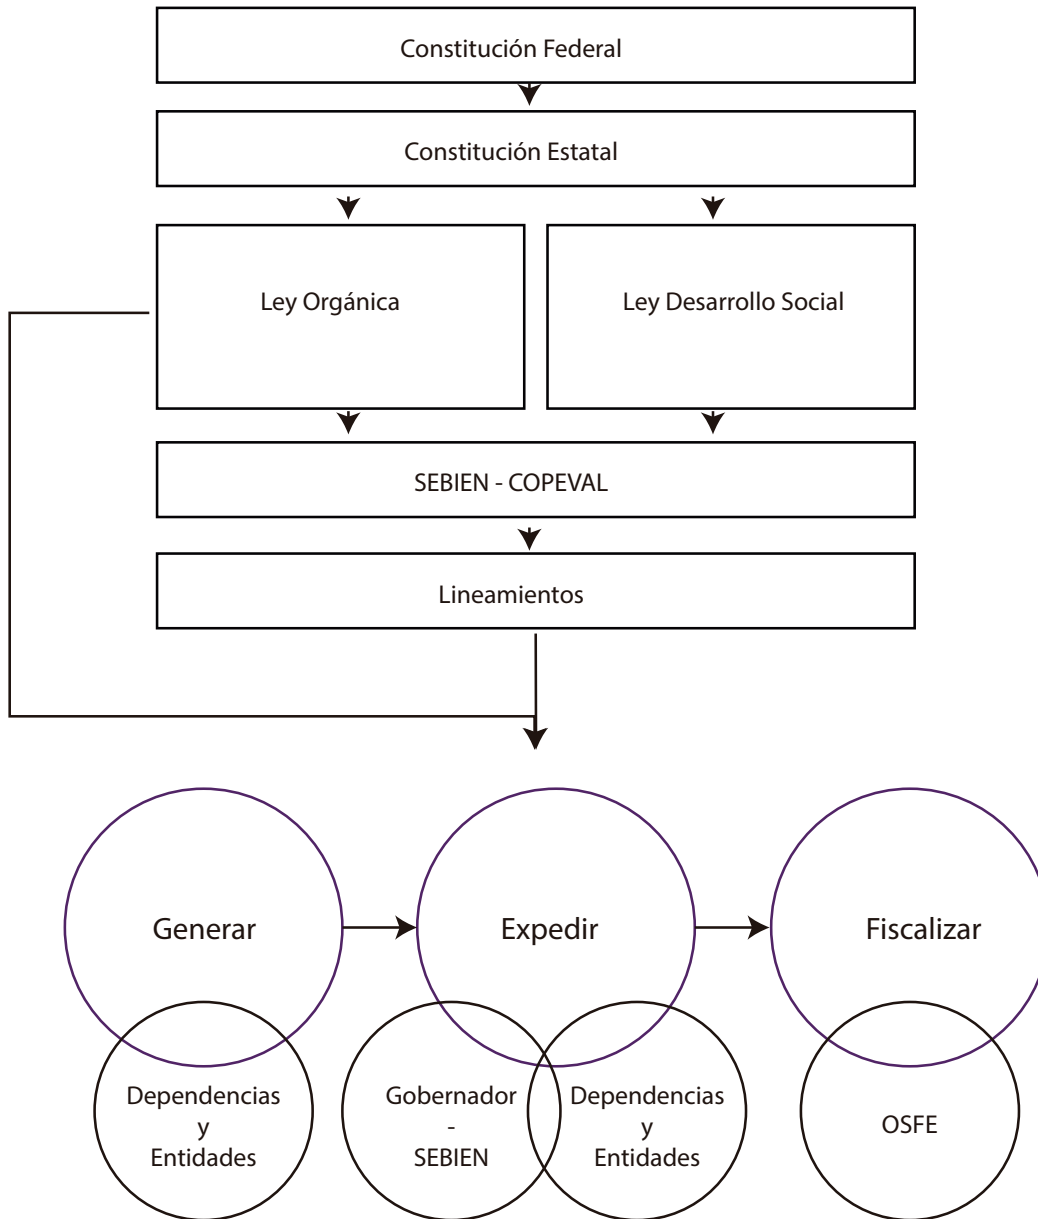 Constitución Federal
Constitución Estatal
Ley Orgánica
Ley Desarrollo Social
SEBIEN - COPEVAL
Lineamientos
Generar
Expedir
Fiscalizar
Dependencias
y
Entidades
Gobernador
-
SEBIEN
Dependencias
y
Entidades
OSFE